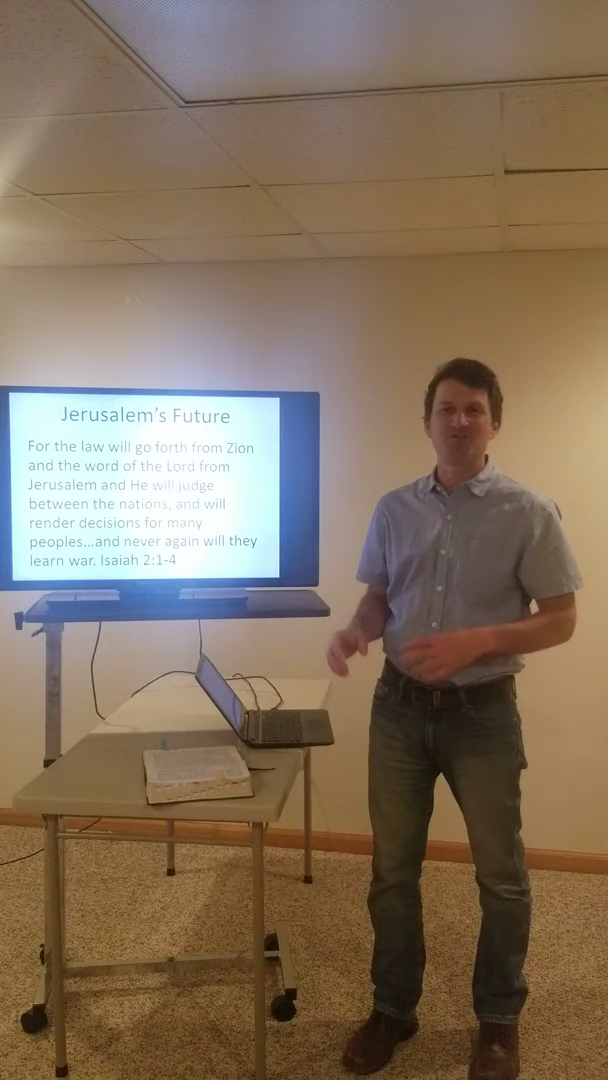 Jerusalem's Future
For the law will go forth from Zion
and the word of the Lord from
Jerusalem and He will judge
between the nations, and will
render decisions for many
peoples...and never again will they
learn war. Isaiah 2:1-4